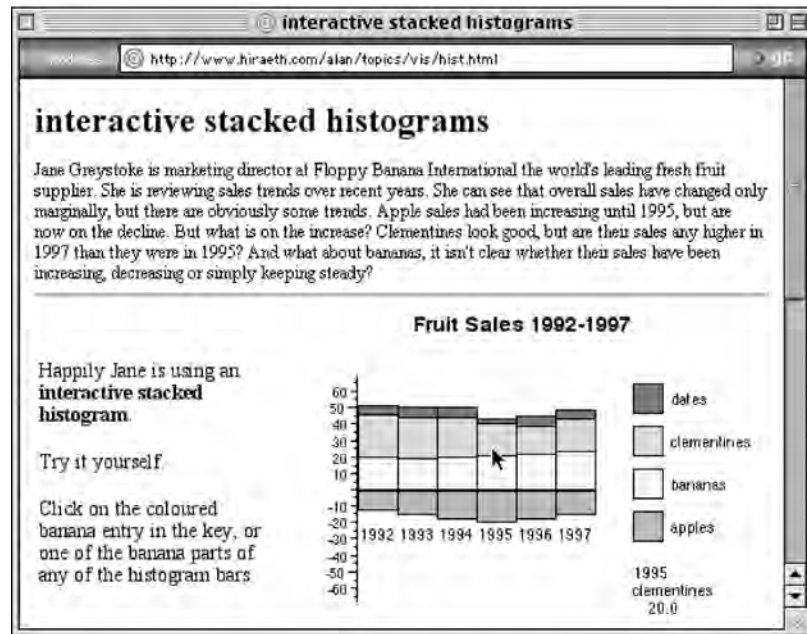 interactive stacked histograms
http://www.hiraeth.com/alan/topics/vis/hist.html
go
interactive stacked histograms
Jane Greystoke is marketing director at Floppy Banana International the world's leading fresh fruit
supplier. She is reviewing sales trends over recent years. She can see that overall sales have changed only
marginally, but there are obviously some trends. Apple sales had been increasing until 1995, but are
now on the decline. But what is on the increase? Clementines look good, but are their sales any higher in
1997 than they were in 1995? And what about bananas, it isn't clear whether their sales have been
increasing, decreasing or simply keeping steady?
Happily Jane is using an
interactive stacked
histogram.
Try it yourself.
Click on the coloured
banana entry in the key, or
one of the banana parts of
any of the histogram bars
Fruit Sales 1992-1997
60
50
40
30
20
10
-10
-20
-30
-40
-50
-60
1992 1993 1994 1995 1996 1997
dates
clementines
bananas
apples
1995
clementines
20.0